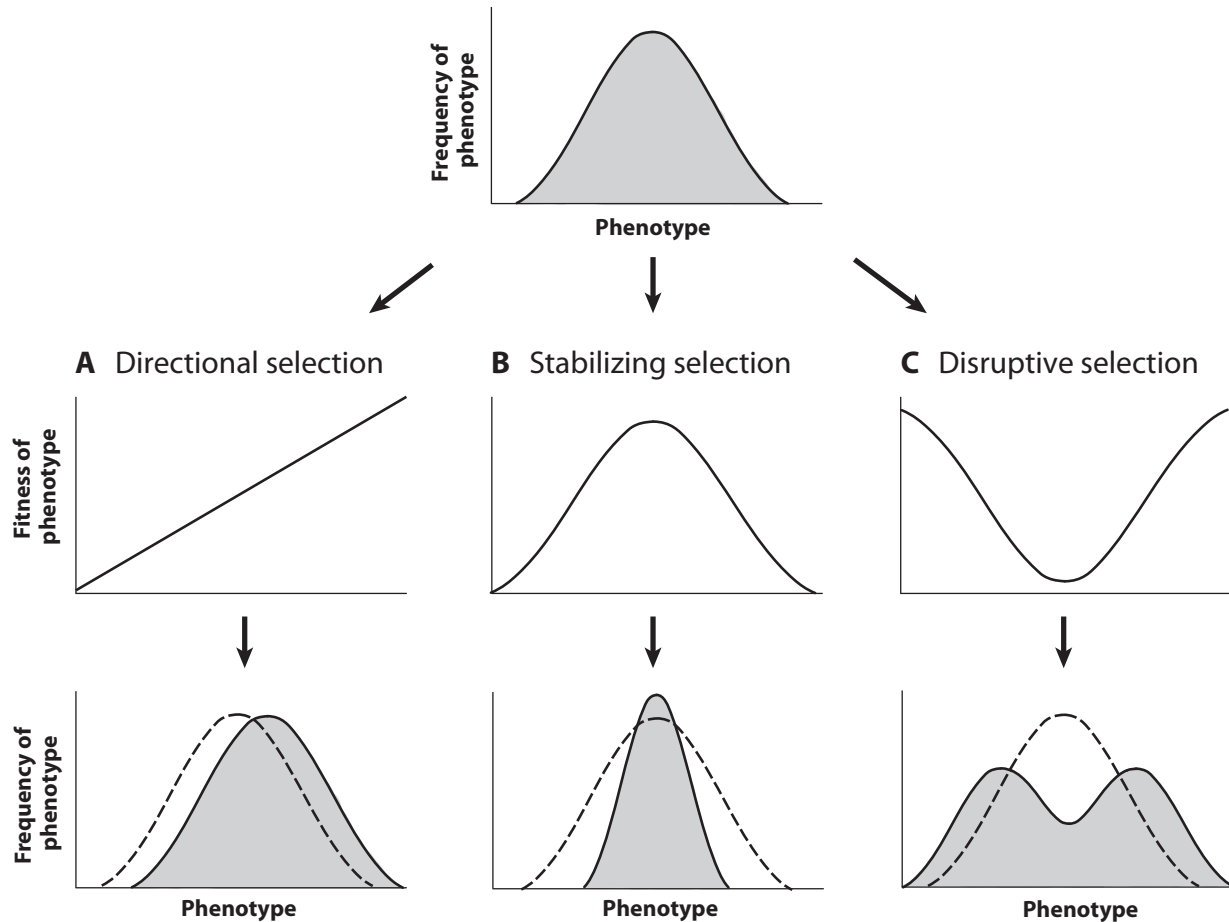 Frequency of
phenotype
Phenotype
A Directional selection
B Stabilizing selection
C Disruptive selection
Fitness of
phenotype
Frequency of
phenotype
Phenotype
Phenotype
Phenotype